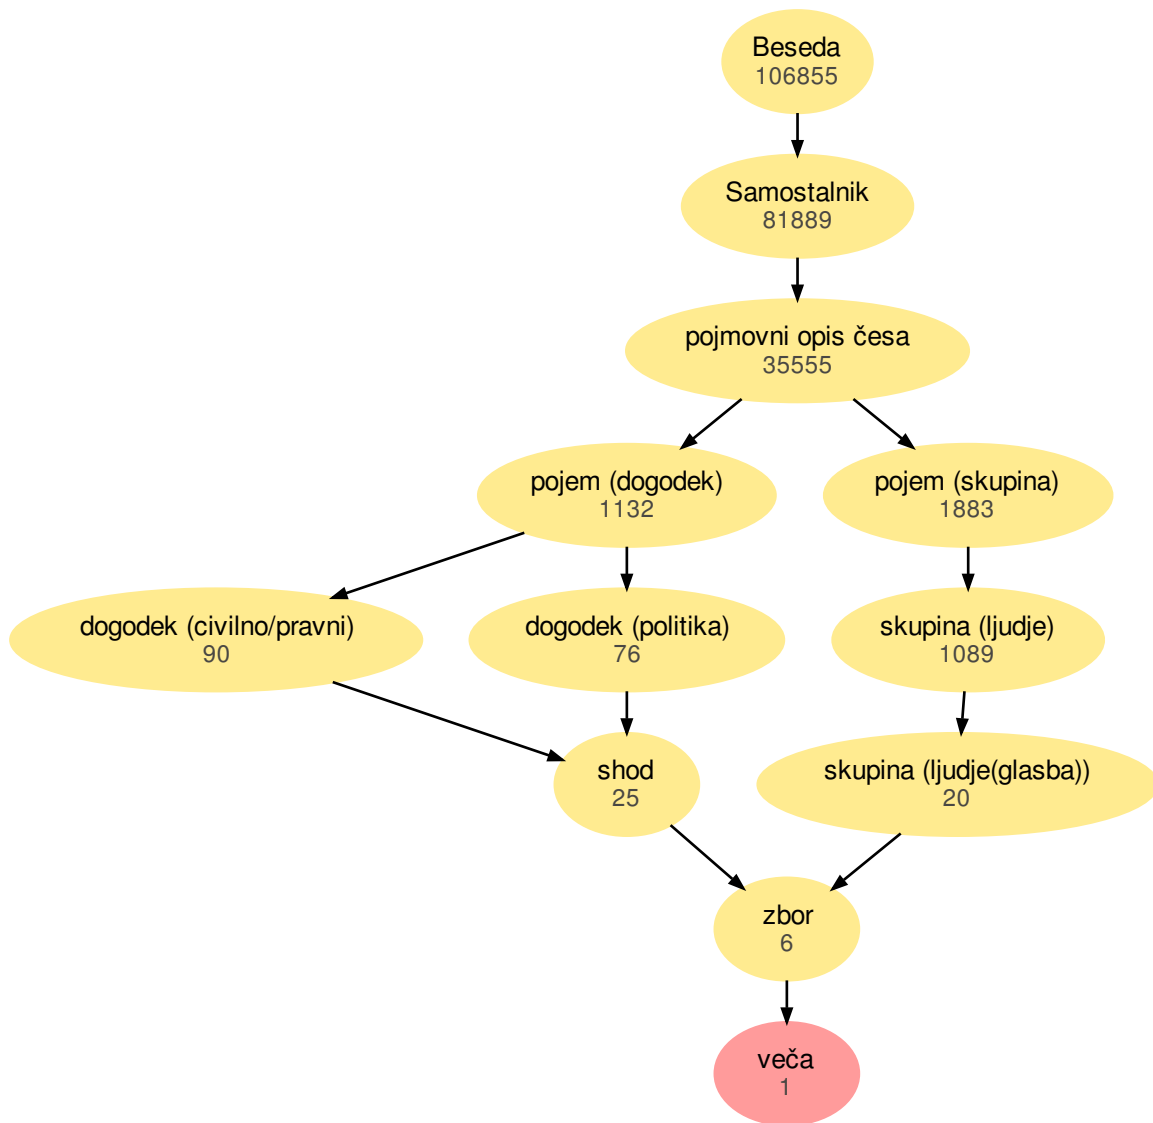 Beseda
106855
Samostalnik
81889
pojmovni opis česa
35555
pojem (dogodek)
1132
pojem (skupina)
1883
dogodek (civilno/pravni)
90
dogodek (politika)
76
skupina (ljudje)
1089
shod
25
skupina (ljudje(glasba))
20
zbor
6
veča
1